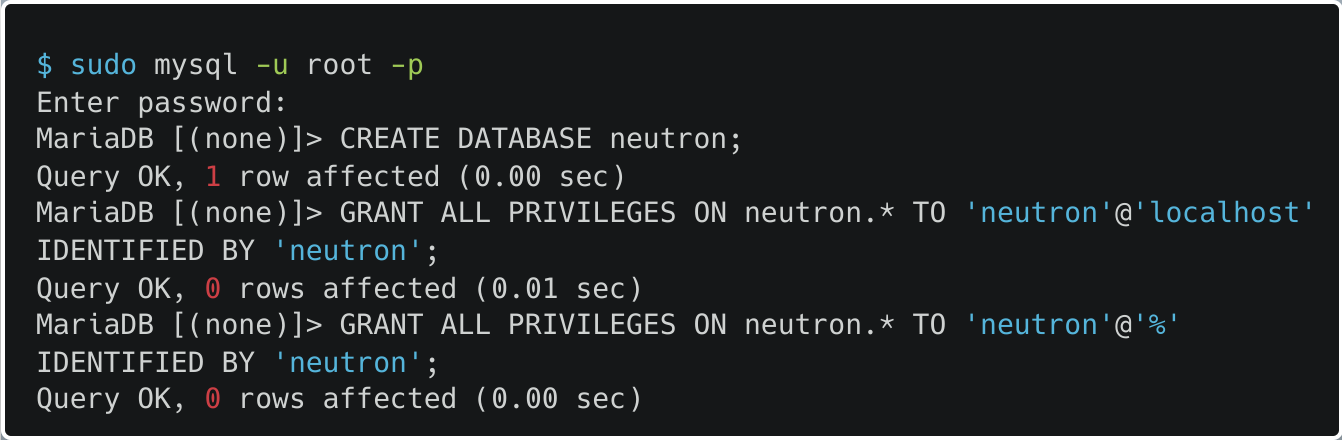 $ sudo mysql -u root -p
Enter password:
MariaDB [(none)]> CREATE DATABASE neutron;
Query OK, 1 row affected (0.00 sec)
MariaDB [(none)]> GRANT ALL PRIVILEGES ON neutron.* TO 'neutron'@'localhost'
IDENTIFIED BY 'neutron';
Query OK, 0 rows affected (0.01 sec)
MariaDB [(none)]> GRANT ALL PRIVILEGES ON neutron.* TO 'neutron'@'%'
IDENTIFIED BY 'neutron';
Query OK, 0 rows affected (0.00 sec)